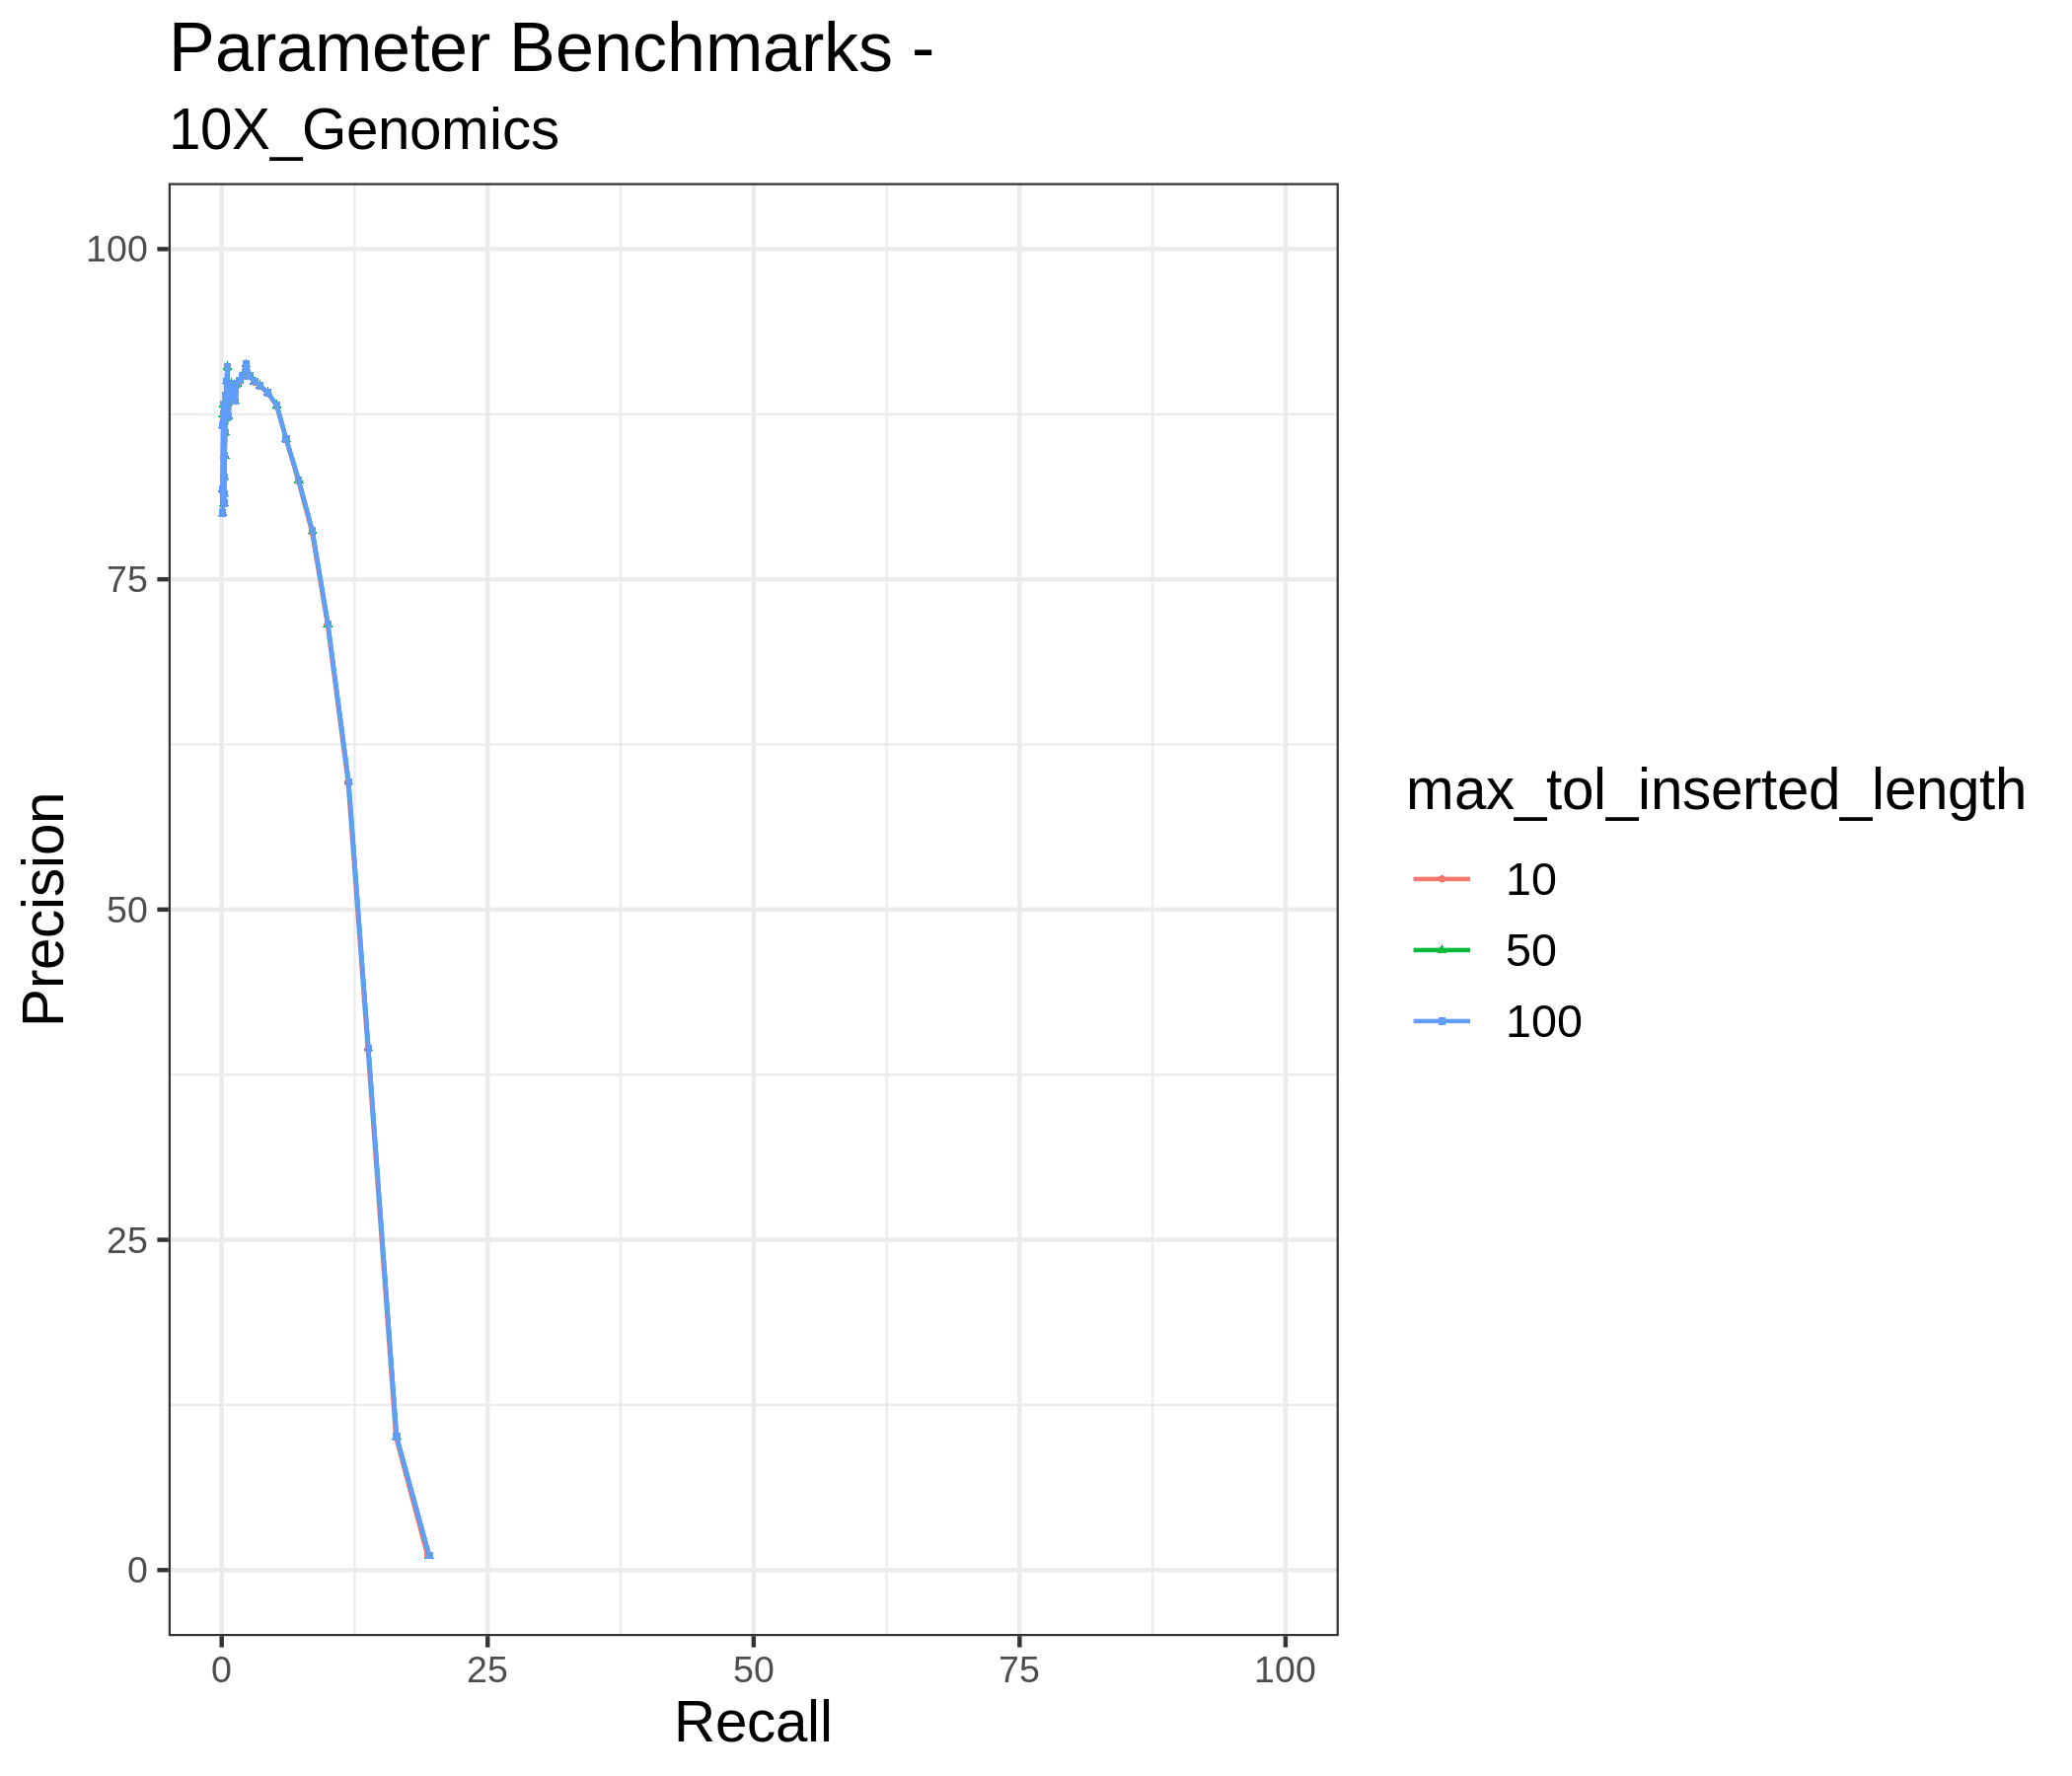 Parameter Benchmarks -
10X_Genomics
100
75
50
25
0
Precision
0 25 50 75 100
Recall
max_tol_inserted_length
10
50
100